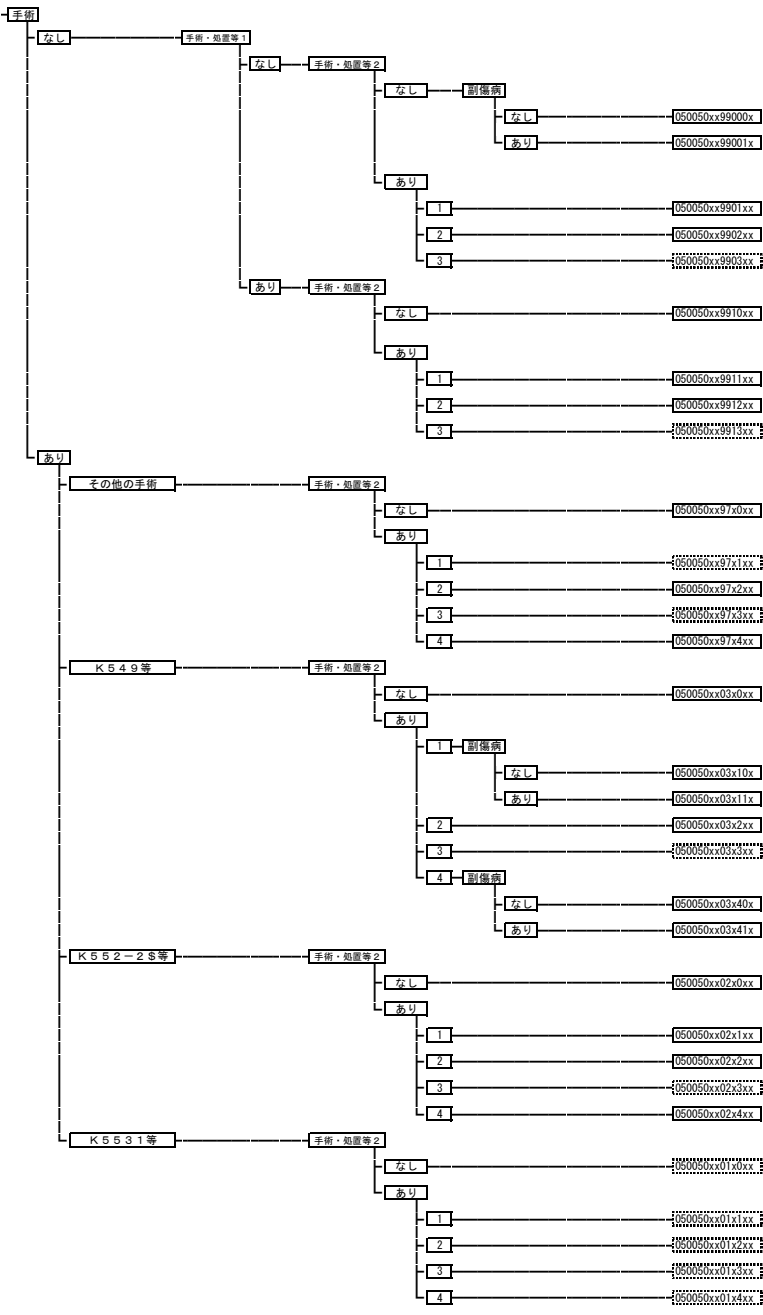 手術
なし 手術・処置等1
なし 手術・処置等2
なし 副傷病
なし 050050xx99000x
あり 050050xx99001x
あり
1 050050xx9901xx
2 050050xx9902xx
3 050050xx9903xx
あり 手術・処置等2
なし 050050xx9910xx
あり
1 050050xx9911xx
2 050050xx9912xx
3 050050xx9913xx
あり
その他の手術 手術・処置等2
なし 050050xx97x0xx
あり
1 050050xx97x1xx
2 050050xx97x2xx
3 050050xx97x3xx
4 050050xx97x4xx
K549等 手術・処置等2
なし 050050xx03x0xx
あり
1 副傷病
なし 050050xx03x10x
あり 050050xx03x11x
2 050050xx03x2xx
3 050050xx03x3xx
4 副傷病
なし 050050xx03x40x
あり 050050xx03x41x
K552-2$等 手術・処置等2
なし 050050xx02x0xx
あり
1 050050xx02x1xx
2 050050xx02x2xx
3 050050xx02x3xx
4 050050xx02x4xx
K5531等 手術・処置等2
なし 050050xx01x0xx
あり
1 050050xx01x1xx
2 050050xx01x2xx
3 050050xx01x3xx
4 050050xx01x4xx